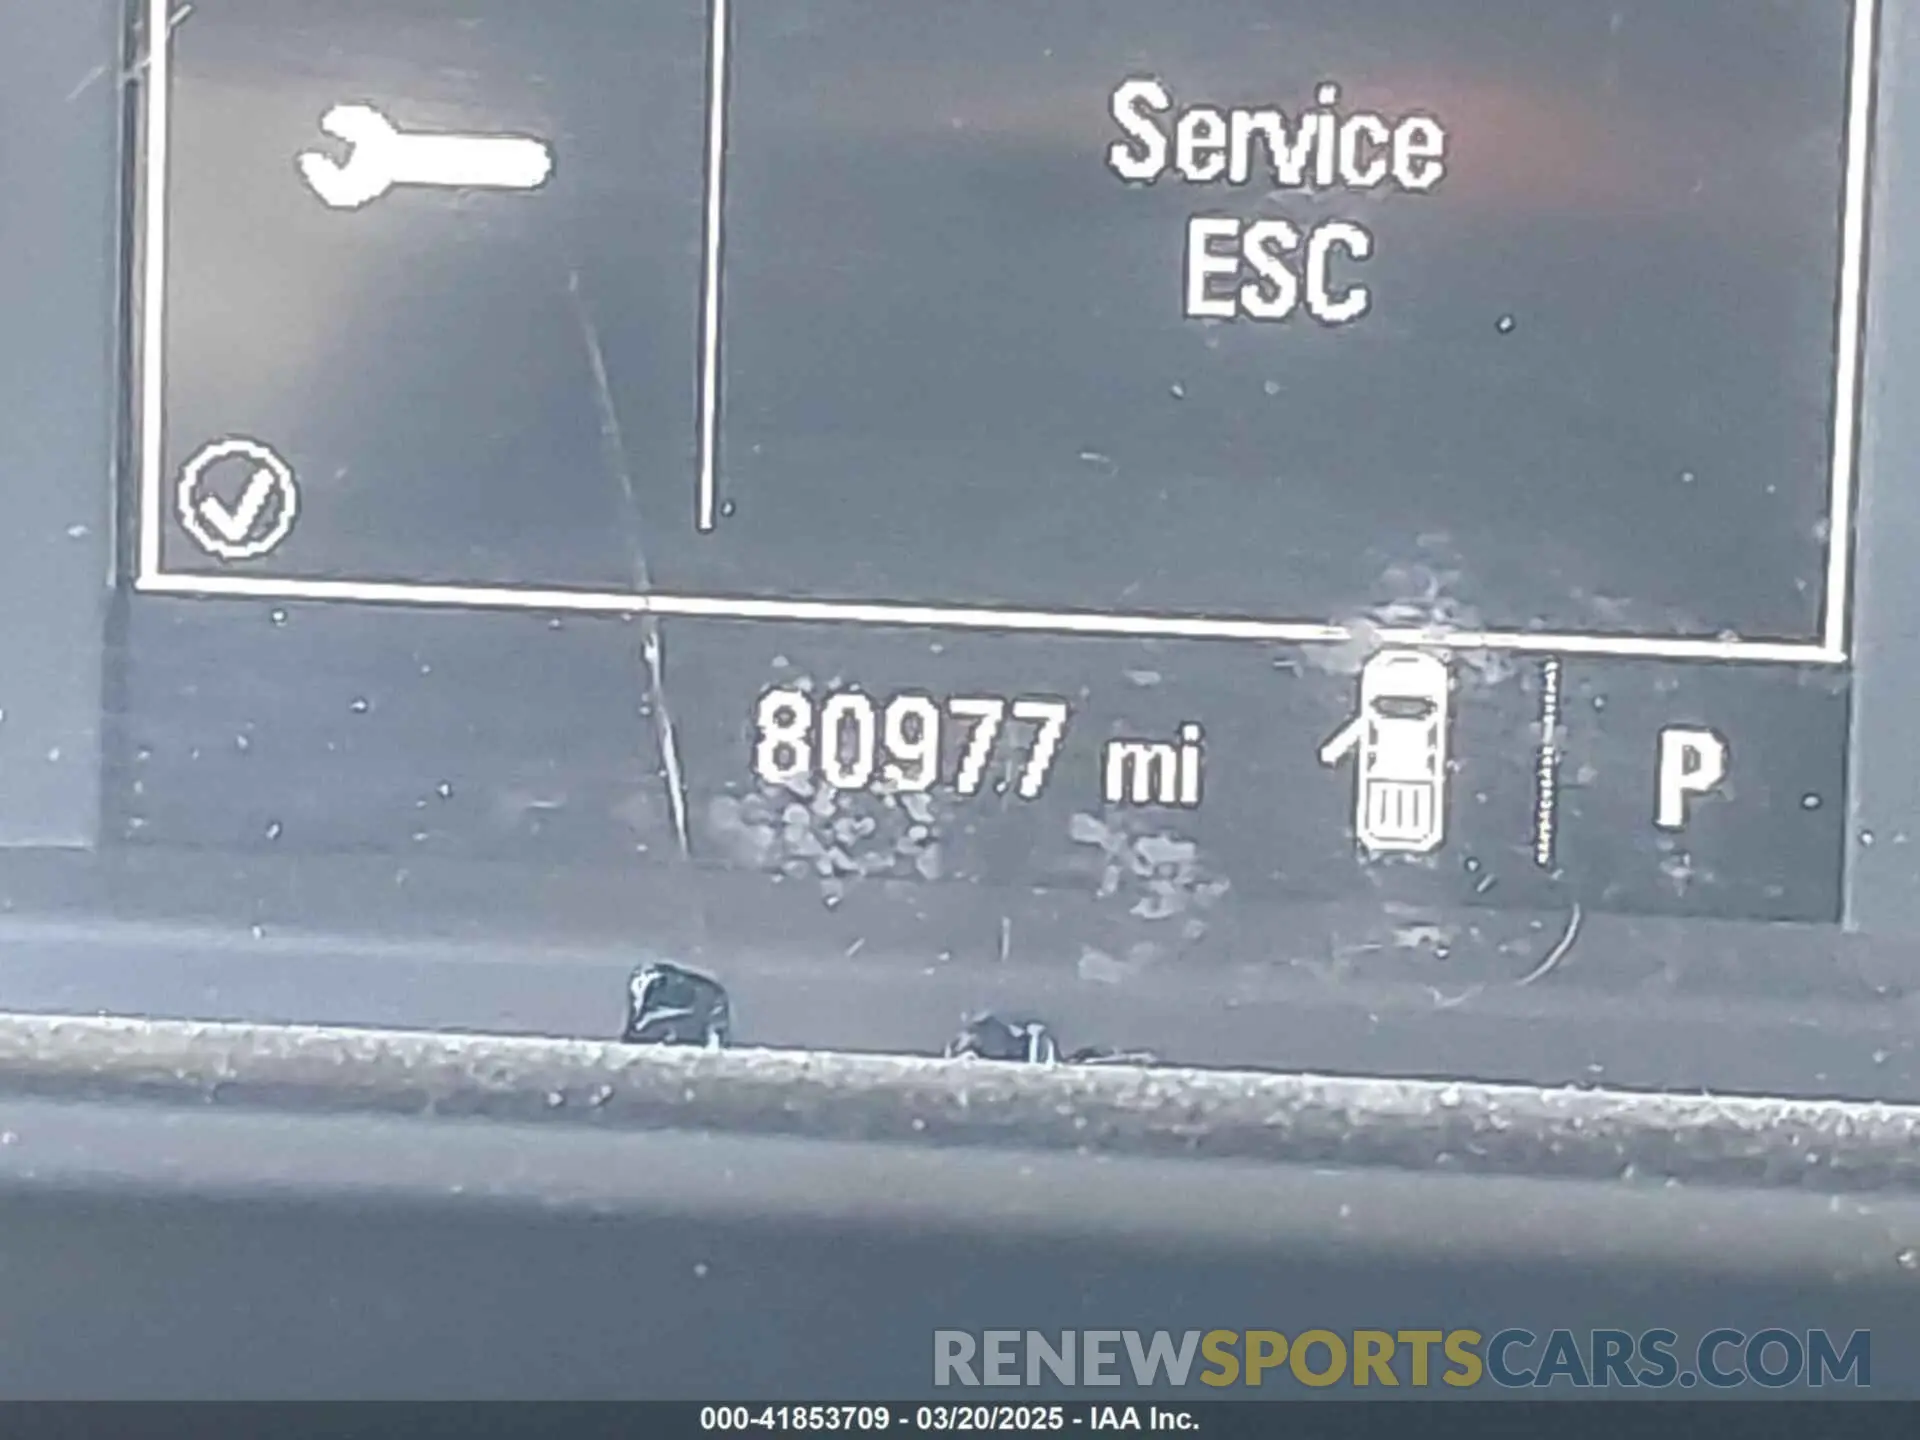 Service
ESC
80977 mi
P
RENEWSPORTSCARS.COM
000-41853709 - 03/20/2025 - IAA Inc.